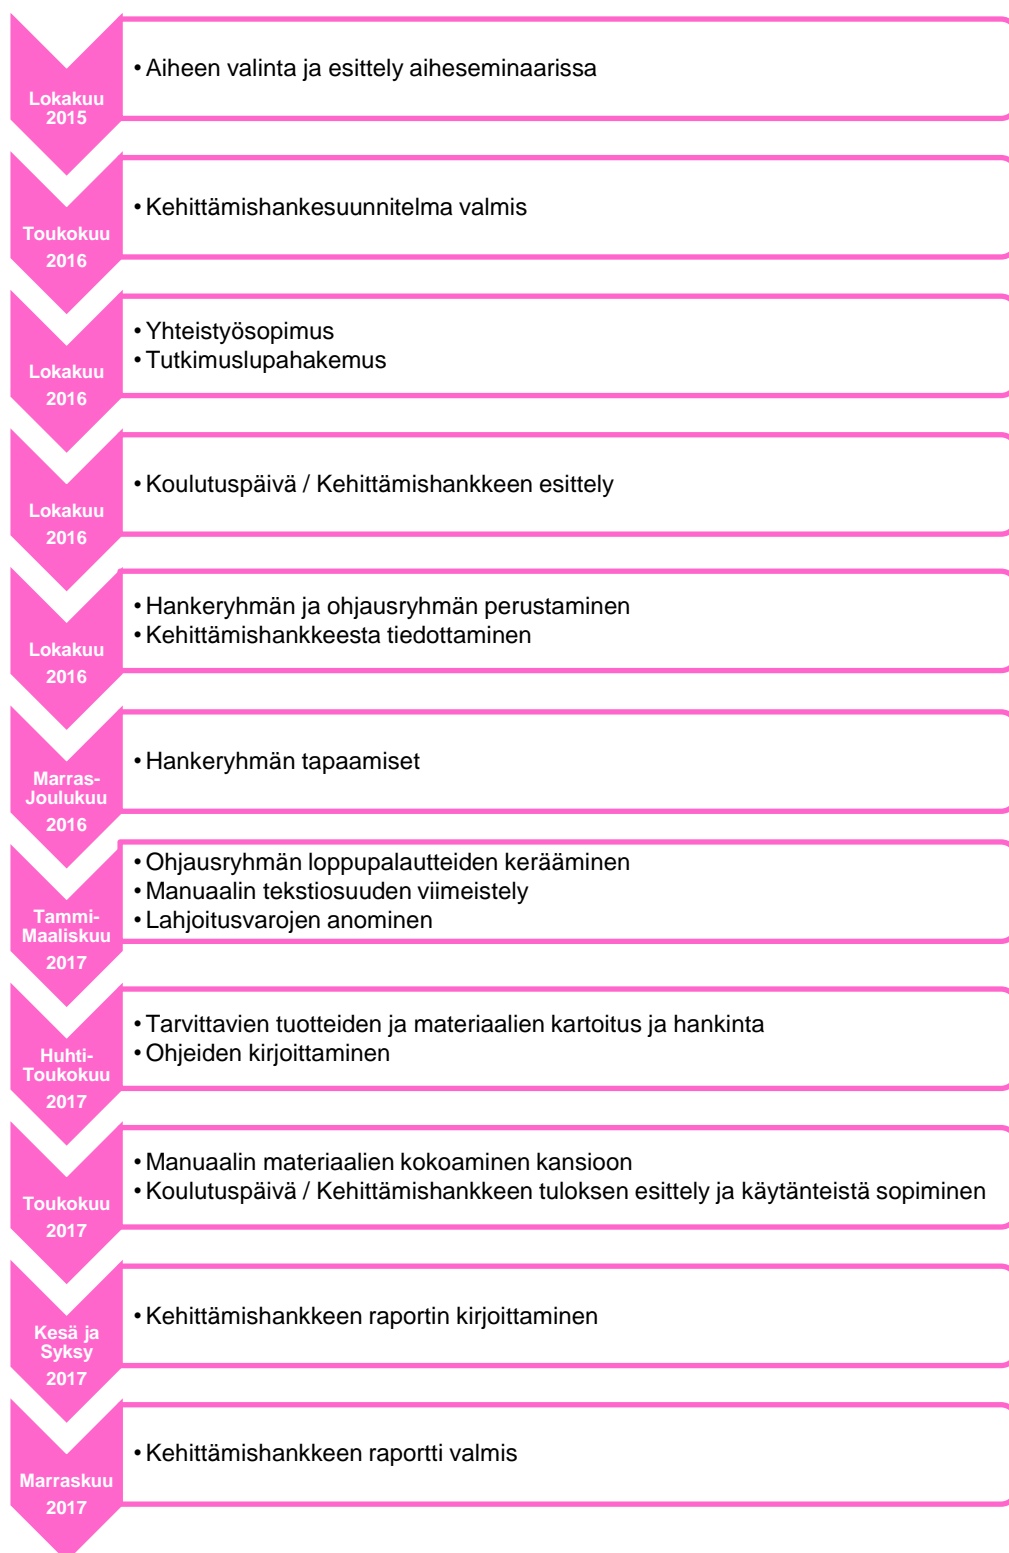 Lokakuu
2015
• Aiheen valinta ja esittely aiheseminaarissa
Toukokuu
2016
• Kehittämishankesuunnitelma valmis
Lokakuu
2016
• Yhteistyösopimus
• Tutkimuslupahakemus
Lokakuu
2016
• Koulutuspäivä / Kehittämishankkeen esittely
Lokakuu
2016
• Hankeryhmän ja ohjausryhmän perustaminen
• Kehittämishankkeesta tiedottaminen
Marras-
Joulukuu
2016
• Hankeryhmän tapaamiset
Tammi-
Maaliskuu
2017
• Ohjausryhmän loppupalautteiden kerääminen
• Manuaalin tekstiosuuden viimeistely
• Lahjoitusvarojen anominen
Huhti-
Toukokuu
2017
• Tarvittavien tuotteiden ja materiaalien kartoitus ja hankinta
• Ohjeiden kirjoittaminen
Toukokuu
2017
• Manuaalin materiaalien kokoaminen kansioon
• Koulutuspäivä / Kehittämishankkeen tuloksen esittely ja käytänteistä sopiminen
Kesä ja
Syksy
2017
• Kehittämishankkeen raportin kirjoittaminen
Marraskuu
2017
• Kehittämishankkeen raportti valmis